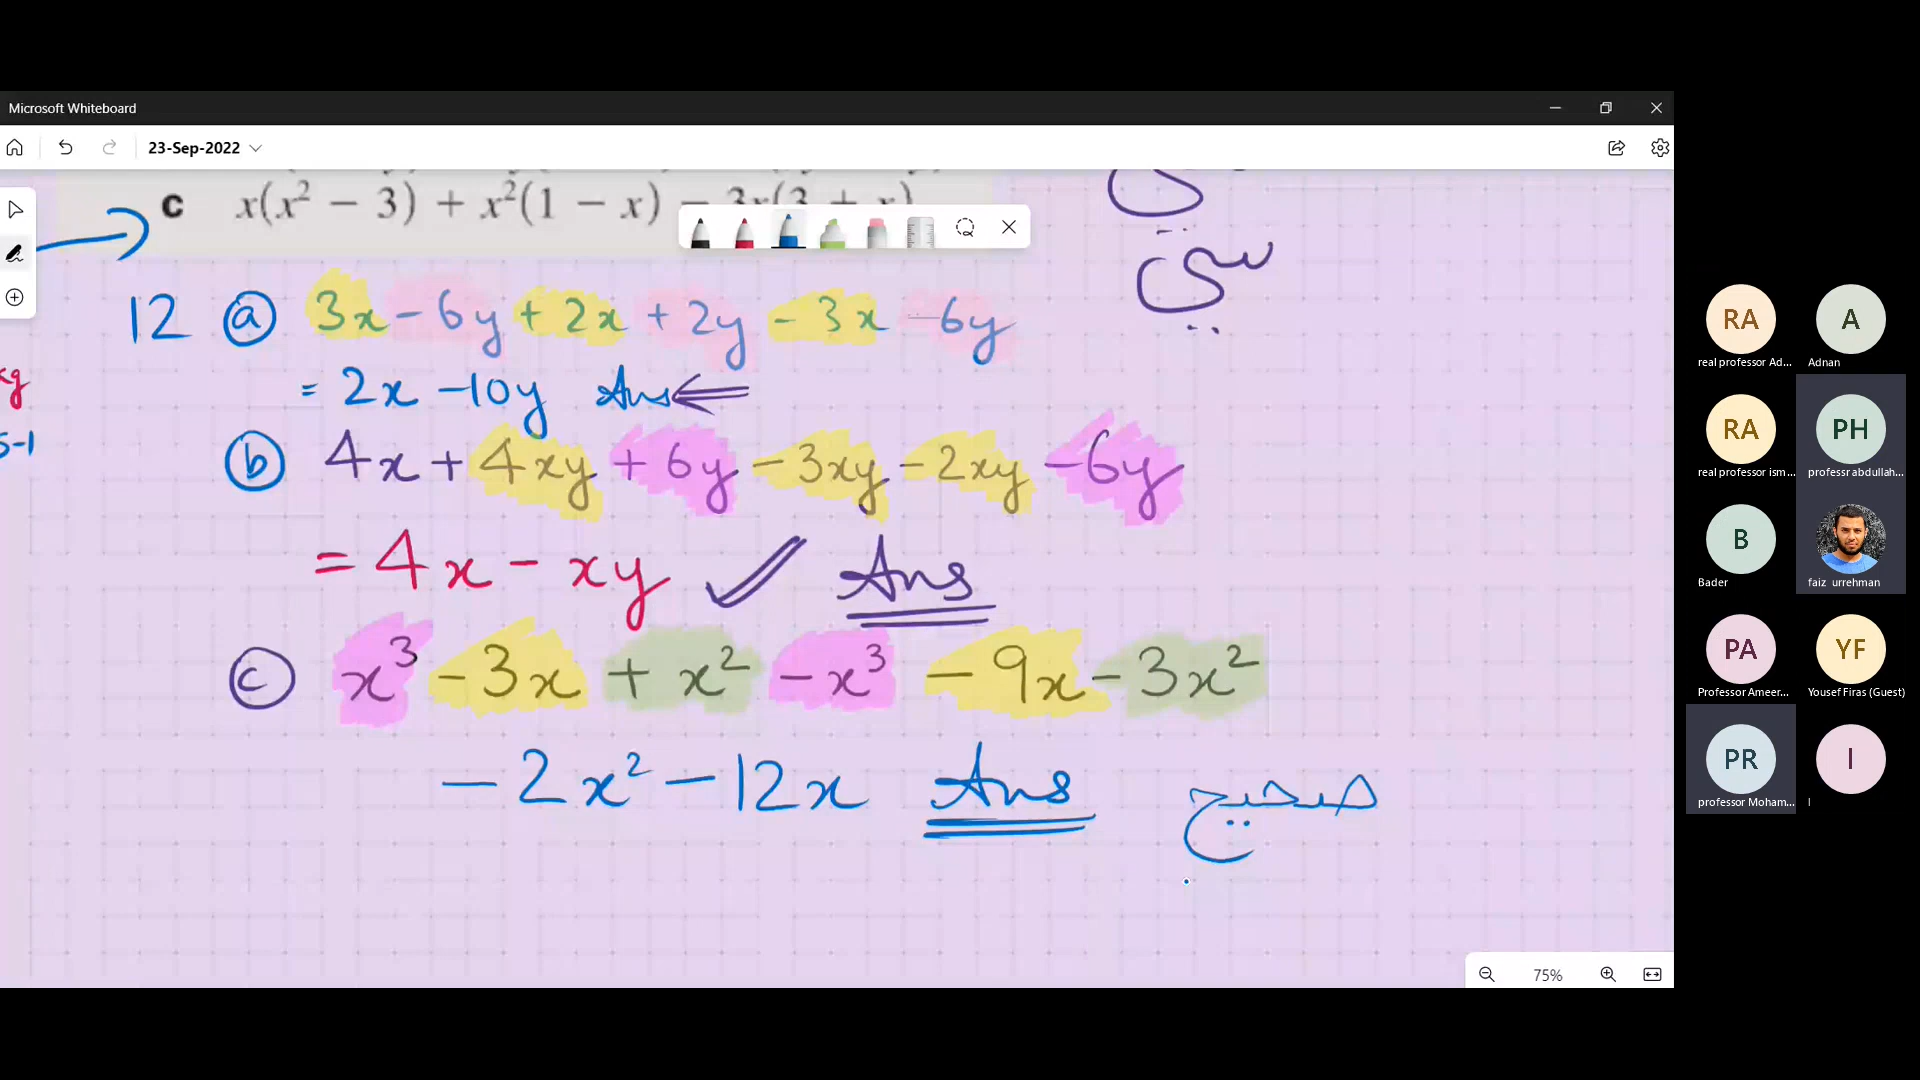 Microsoft Whiteboard
23-Sep-2022
c x(x² − 3) + x²(1 − x) − 3x(3 + x)
12 (a) 3x - 6y + 2x + 2y - 3x - 6y
= 2x - 10y Ans
(b) 4x + 4xy + 6y - 3xy - 2xy - 6y
= 4x - xy ✓ Ans
(c) x³ - 3x + x² - x³ - 9x - 3x²
- 2x² - 12x Ans صحيح
75%
RA
real professor Ad...
A
Adnan
RA
real professor ism...
PH
professr abdullah...
B
Bader
faiz urrehman
PA
Professor Ameer...
YF
Yousef Firas (Guest)
PR
professor Moham...
I
I